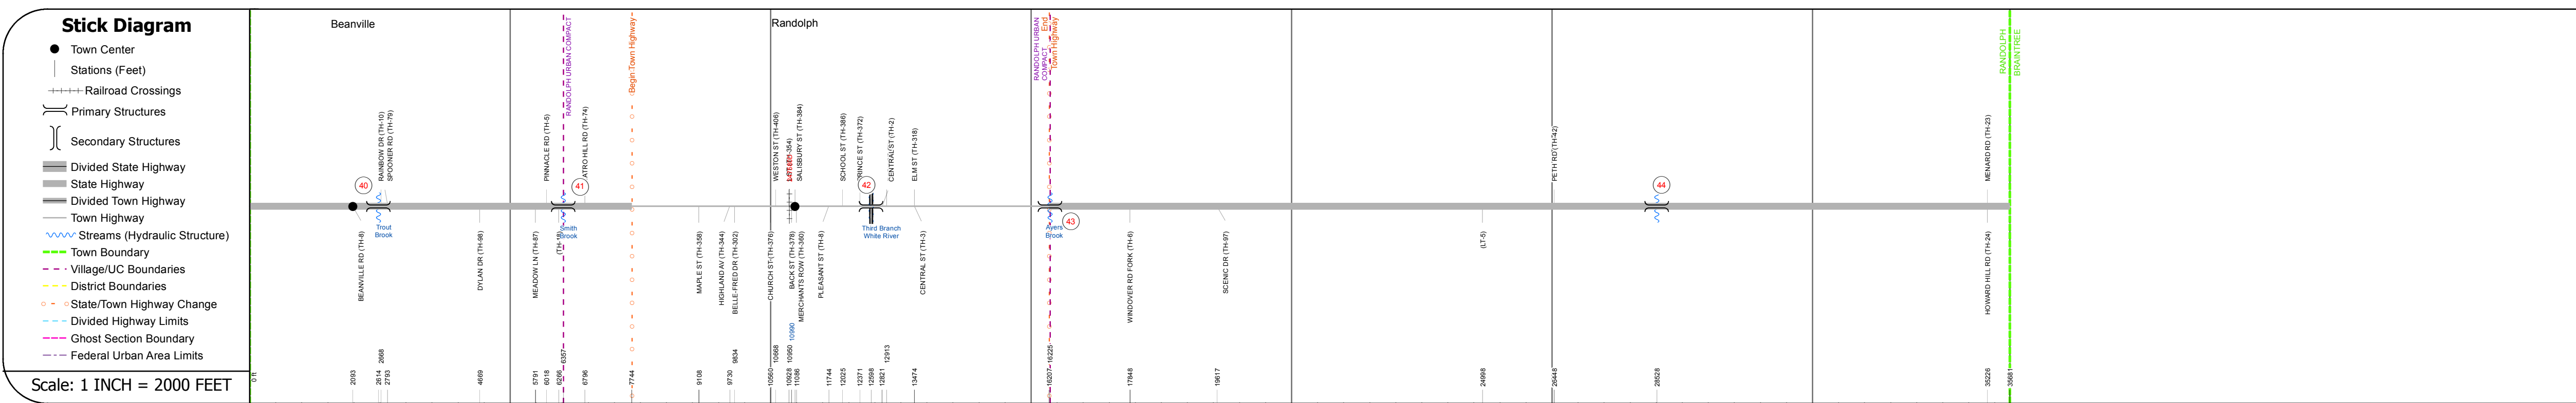 Stick Diagram
Town Center
Stations (Feet)
Railroad Crossings
Primary Structures
Secondary Structures
Divided State Highway
State Highway
Divided Town Highway
Town Highway
Streams (Hydraulic Structure)
Town Boundary
Village/UC Boundaries
District Boundaries
State/Town Highway Change
Divided Highway Limits
Ghost Section Boundary
Federal Urban Area Limits
Scale: 1 INCH = 2000 FEET
Beanville
Randolph
RANDOLPH URBAN COMPACT
Begin:Town Highway
RANDOLPH URBAN
COMPACT
End
Town Highway
RANDOLPH
BRAINTREE
RAINBOW DR (TH-10)
SPOONER RD (TH-79)
PINNACLE RD (TH-5)
ATRO HILL RD (TH-74)
WESTON ST (TH-406)
SALISBURY ST (TH-384)
SCHOOL ST (TH-386)
PRINCE ST (TH-372)
CENTRAL ST (TH-2)
ELM ST (TH-318)
PETH RD (TH-42)
MENARD RD (TH-23)
40
41
42
43
44
Trout
Brook
Smith
Brook
Third Branch
White River
Ayers
Brook
BEANVILLE RD (TH-8)
DYLAN DR (TH-98)
MEADOW LN (TH-87)
(TH-18)
MAPLE ST (TH-358)
HIGHLAND AV (TH-344)
BELLE-FRED DR (TH-302)
CHURCH ST (TH-376)
BACK ST (TH-378)
MERCHANTS ROW (TH-360)
PLEASANT ST (TH-8)
CENTRAL ST (TH-3)
WINDOVER RD FORK (TH-6)
SCENIC DR (TH-97)
(LT-5)
HOWARD HILL RD (TH-24)
0 ft
2093
2614
2668
2793
4669
5791
6018
6266
6357
6796
7744
9108
9730
9834
10560
10668
10928
10950
10990
11086
11744
12025
12371
12598
12821
12913
13474
16207
16225
17848
19617
24998
26448
28528
35226
35681